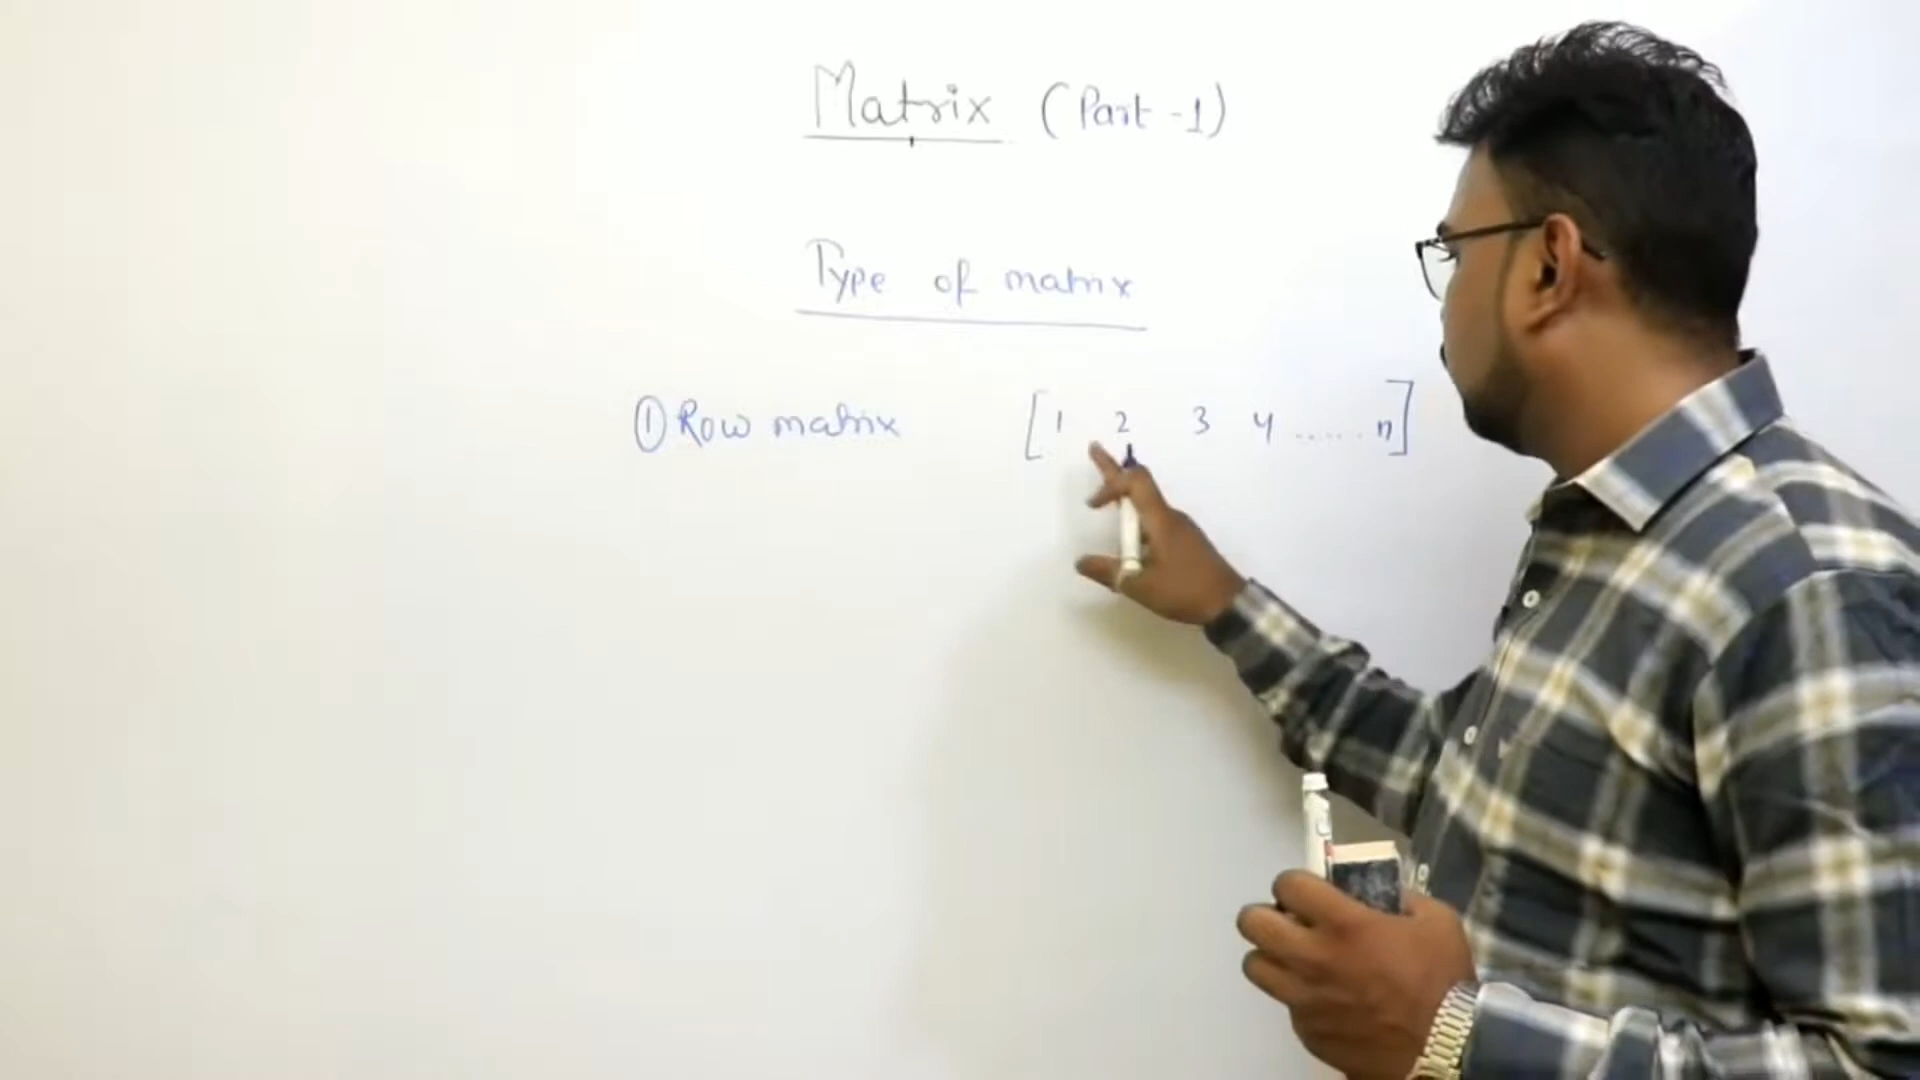 Matrix (Part -1)
Type of matrix
① Row matrix [1 2 3 4 ...... n]